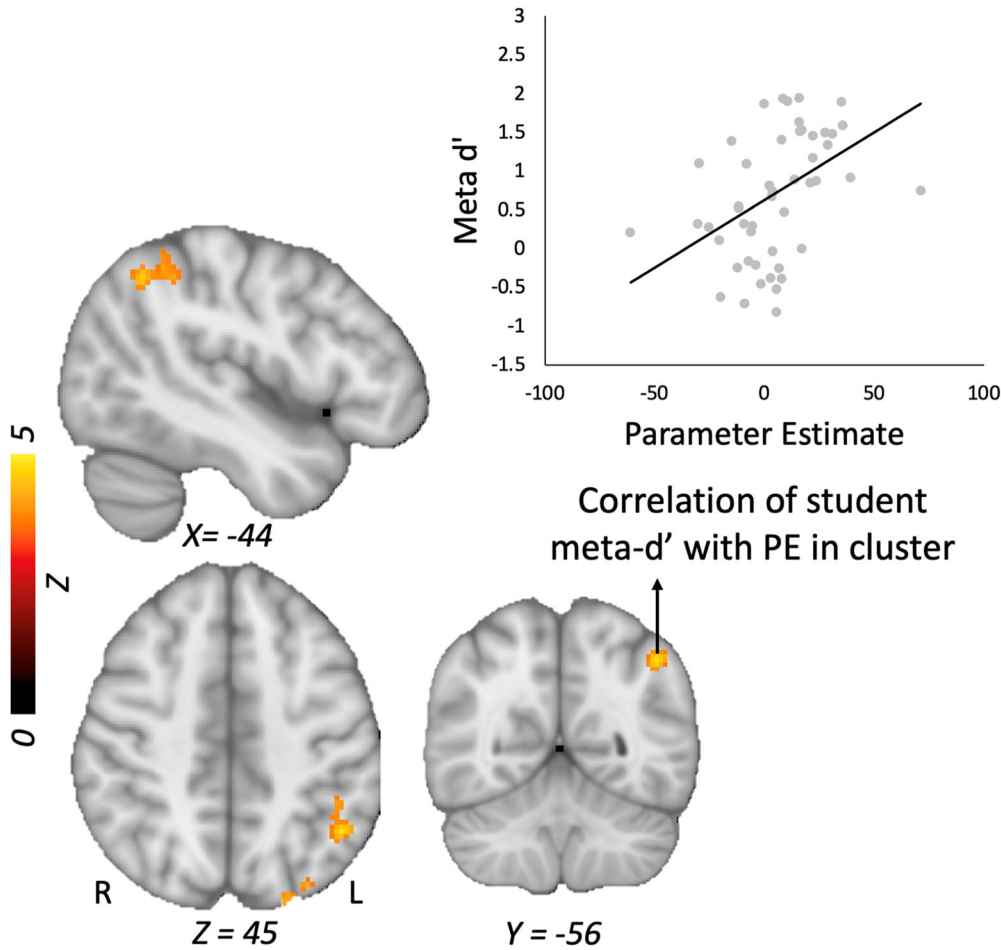 3
2.5
2
1.5
1
0.5
0
-0.5
-1
-1.5
Meta d'
-100
-50
0
50
100
Parameter Estimate
Correlation of student
meta-d’ with PE in cluster
5
Z
0
X= -44
R
L
Z = 45
Y = -56